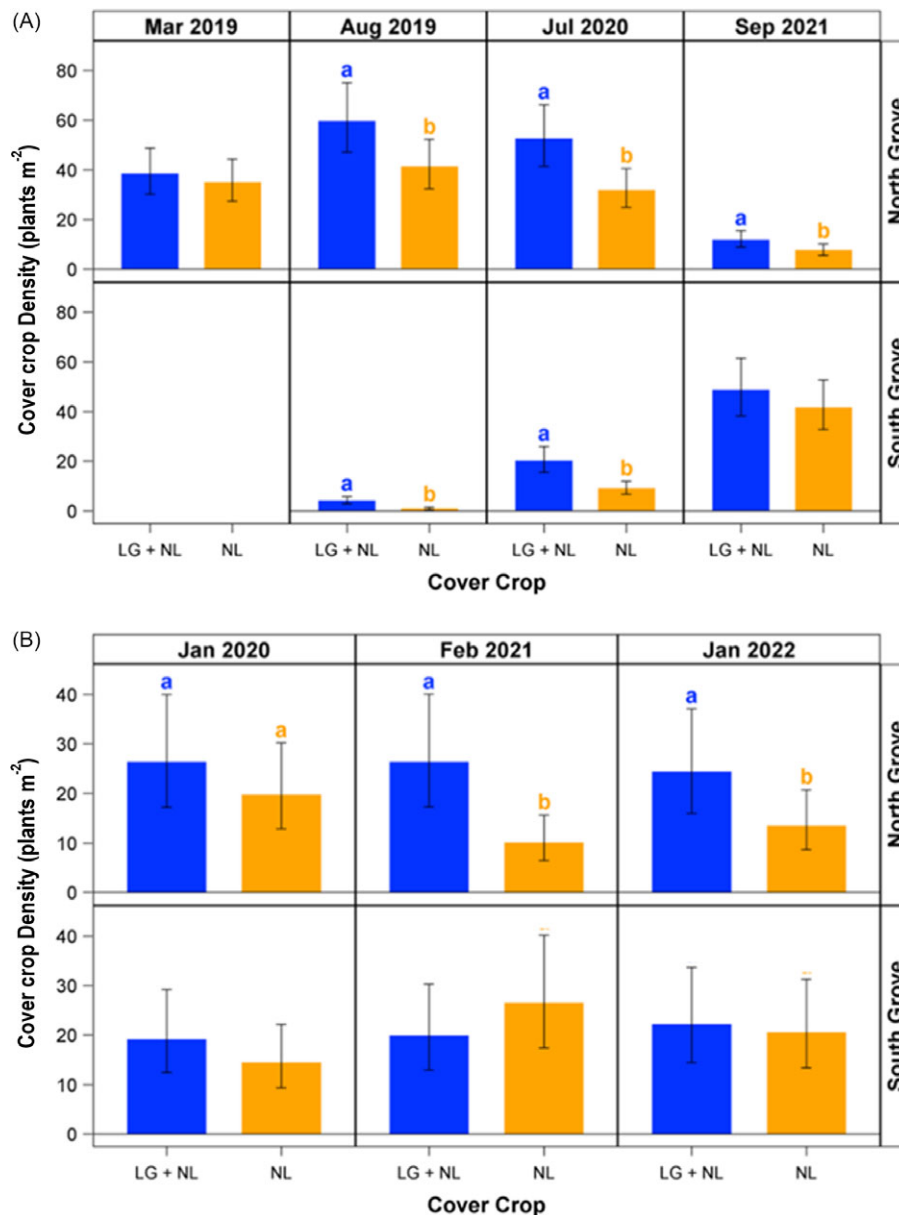 (A)
Mar 2019 Aug 2019 Jul 2020 Sep 2021
Cover crop Density (plants m-2)
80
60
40
20
0
a
b
a
b
a
b
North Grove
80
60
40
20
0
a
b
a
b
South Grove
LG + NL NL LG + NL NL LG + NL NL LG + NL NL
Cover Crop
(B)
Jan 2020 Feb 2021 Jan 2022
Cover crop Density (plants m-2)
40
30
20
10
0
a
a
a
b
a
b
North Grove
40
30
20
10
0
South Grove
LG + NL NL LG + NL NL LG + NL NL
Cover Crop